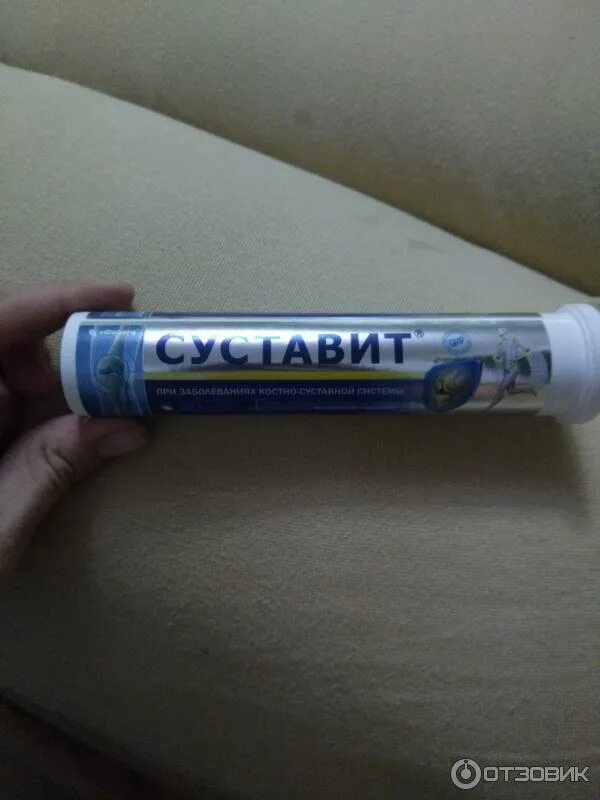 СУСТАВИТ®
ПРИ ЗАБОЛЕВАНИЯХ КОСТНО-СУСТАВНОЙ СИСТЕМЫ
ОТЗОВИК